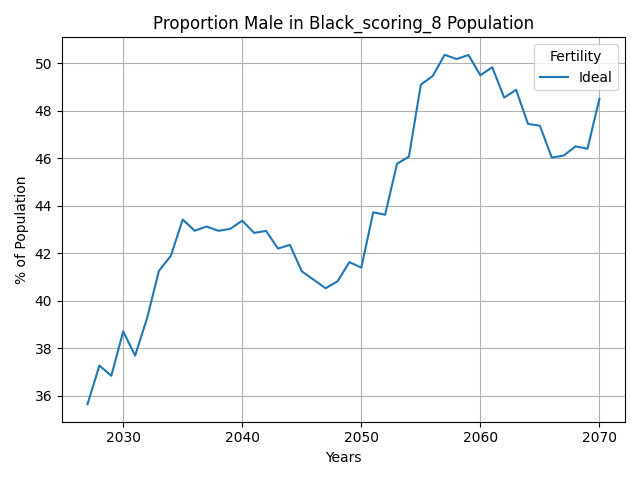 Proportion Male in Black_scoring_8 Population
Fertility
Ideal
% of Population
50
48
46
44
42
40
38
36
2030
2040
2050
2060
2070
Years